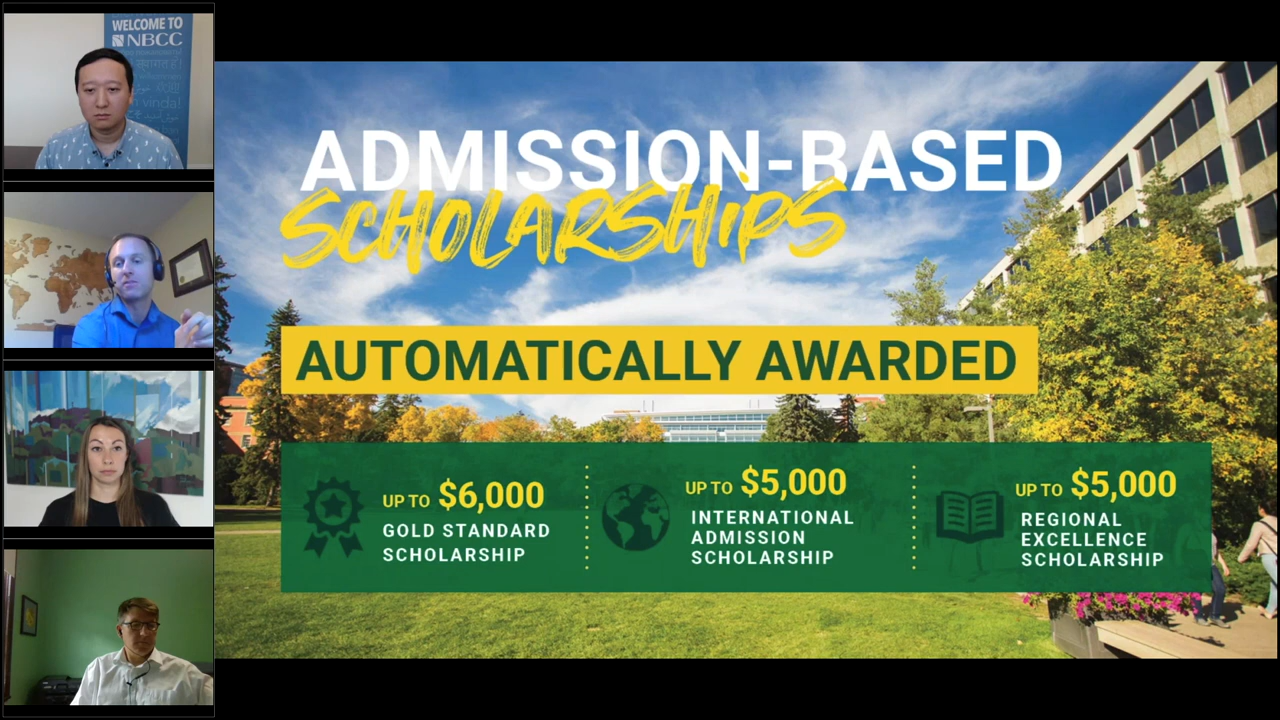 WELCOME TO
NBCC
ADMISSION-BASED
SCHOLARSHIPS
AUTOMATICALLY AWARDED
UP TO $6,000
GOLD STANDARD
SCHOLARSHIP
UP TO $5,000
INTERNATIONAL
ADMISSION
SCHOLARSHIP
UP TO $5,000
REGIONAL
EXCELLENCE
SCHOLARSHIP